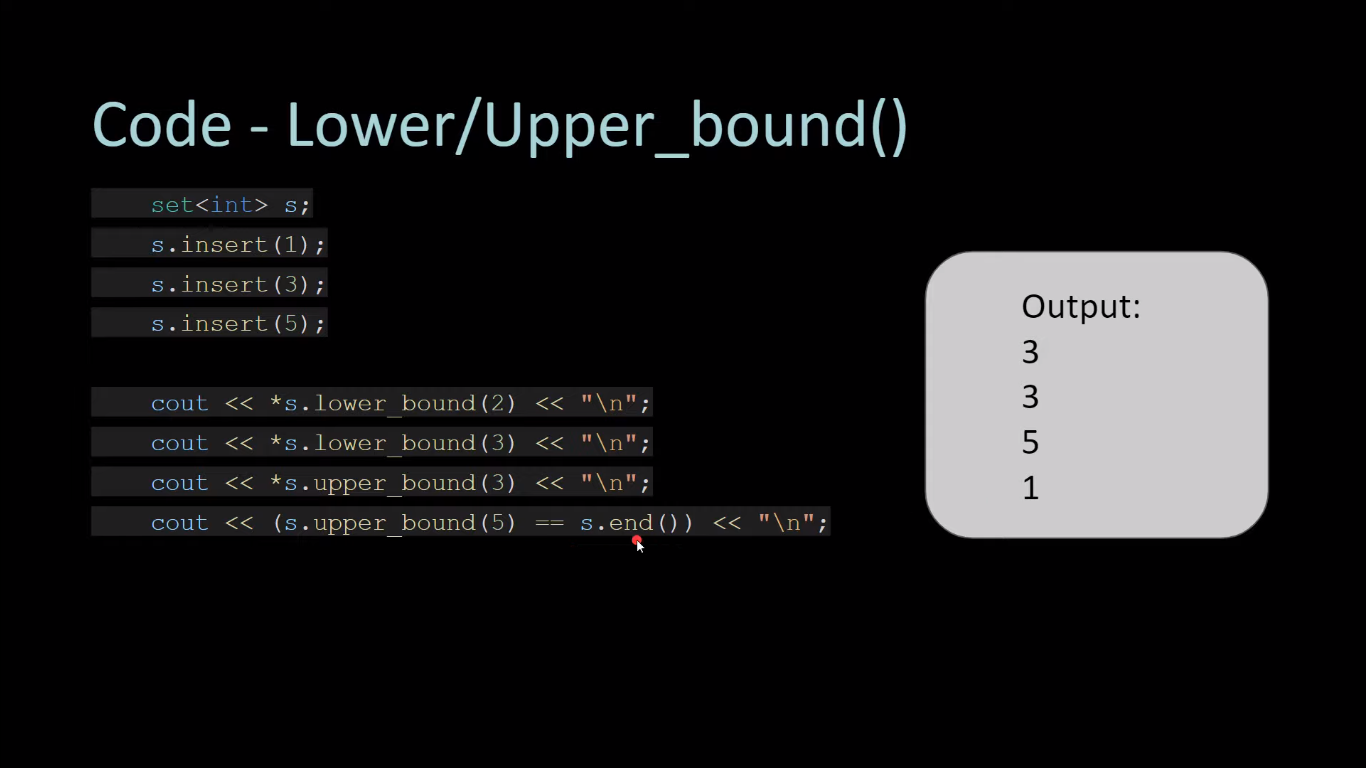 Code - Lower/Upper_bound()
set<int> s;
s.insert(1);
s.insert(3);
s.insert(5);
cout << *s.lower_bound(2) << "\n";
cout << *s.lower_bound(3) << "\n";
cout << *s.upper_bound(3) << "\n";
cout << (s.upper_bound(5) == s.end()) << "\n";
Output:
3
3
5
1